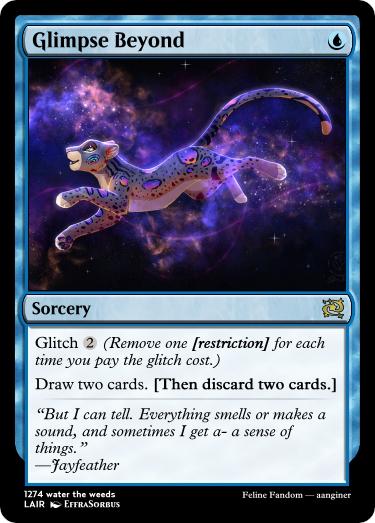 Glimpse Beyond
Sorcery
Glitch 2 (Remove one [restriction] for each
time you pay the glitch cost.)
Draw two cards. [Then discard two cards.]
“But I can tell. Everything smells or makes a
sound, and sometimes I get a- a sense of
things.”
—Jayfeather
1274 water the weeds
LAIR EffraSorbus
Feline Fandom — aanginer